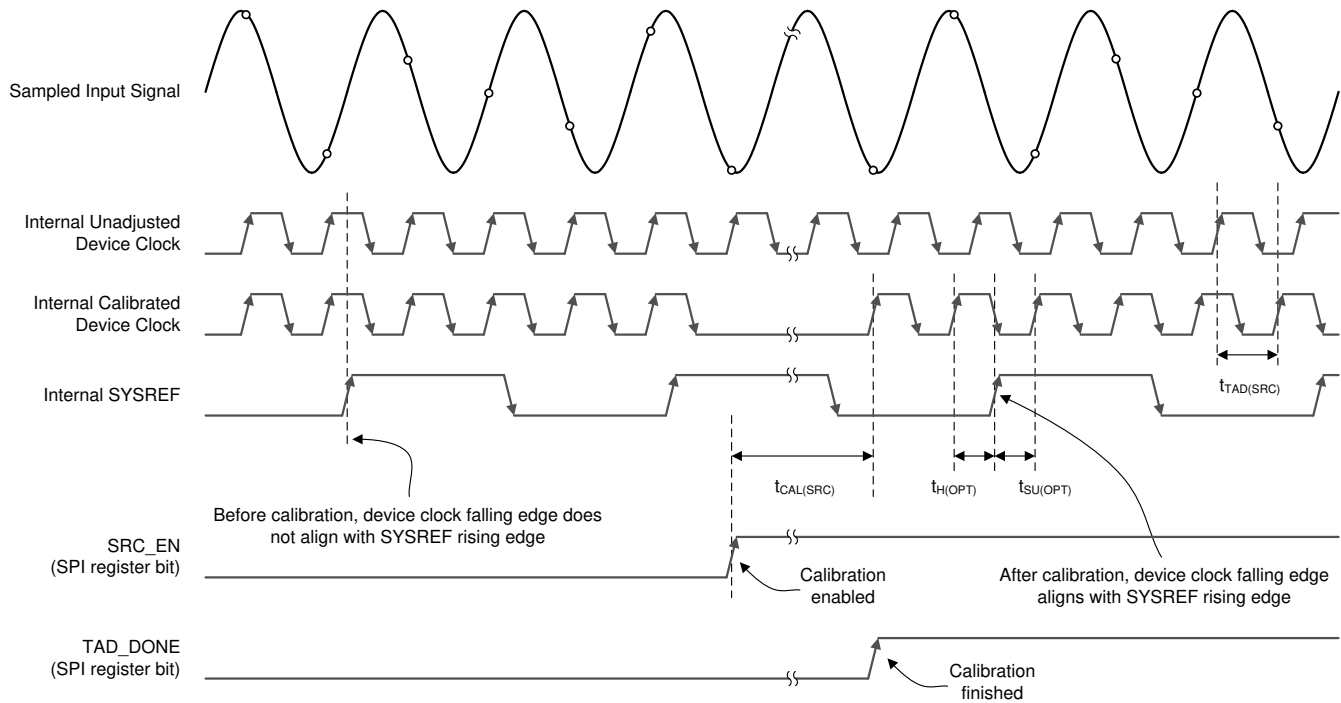 Sampled Input Signal
Internal Unadjusted
Device Clock
Internal Calibrated
Device Clock
tTAD(SRC)
Internal SYSREF
tCAL(SRC)
tH(OPT)
tSU(OPT)
Before calibration, device clock falling edge does
not align with SYSREF rising edge
SRC_EN
(SPI register bit)
Calibration
enabled
After calibration, device clock falling edge
aligns with SYSREF rising edge
TAD_DONE
(SPI register bit)
Calibration
finished